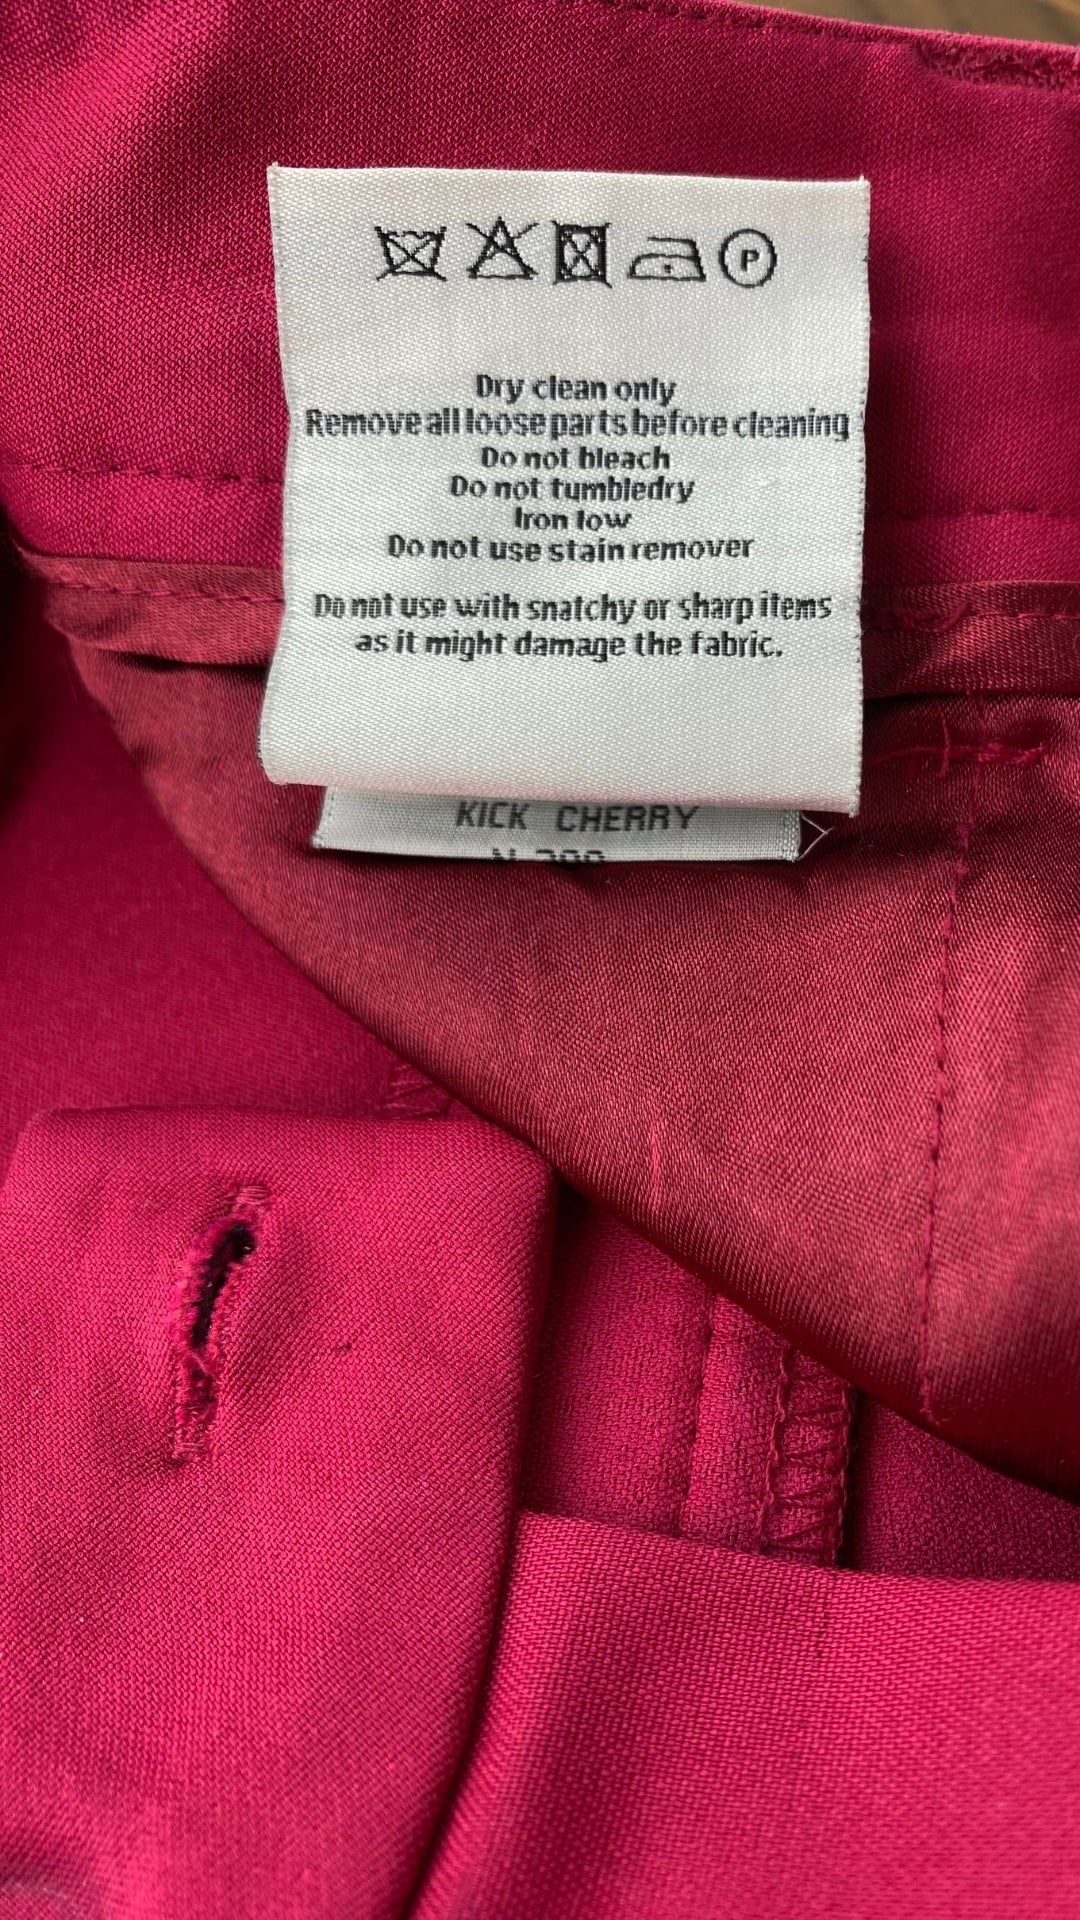 P
Dry clean only
Remove all loose parts before cleaning
Do not bleach
Do not tumbledry
Iron low
Do not use stain remover
Do not use with snatchy or sharp items
as it might damage the fabric.
KICK CHERRY